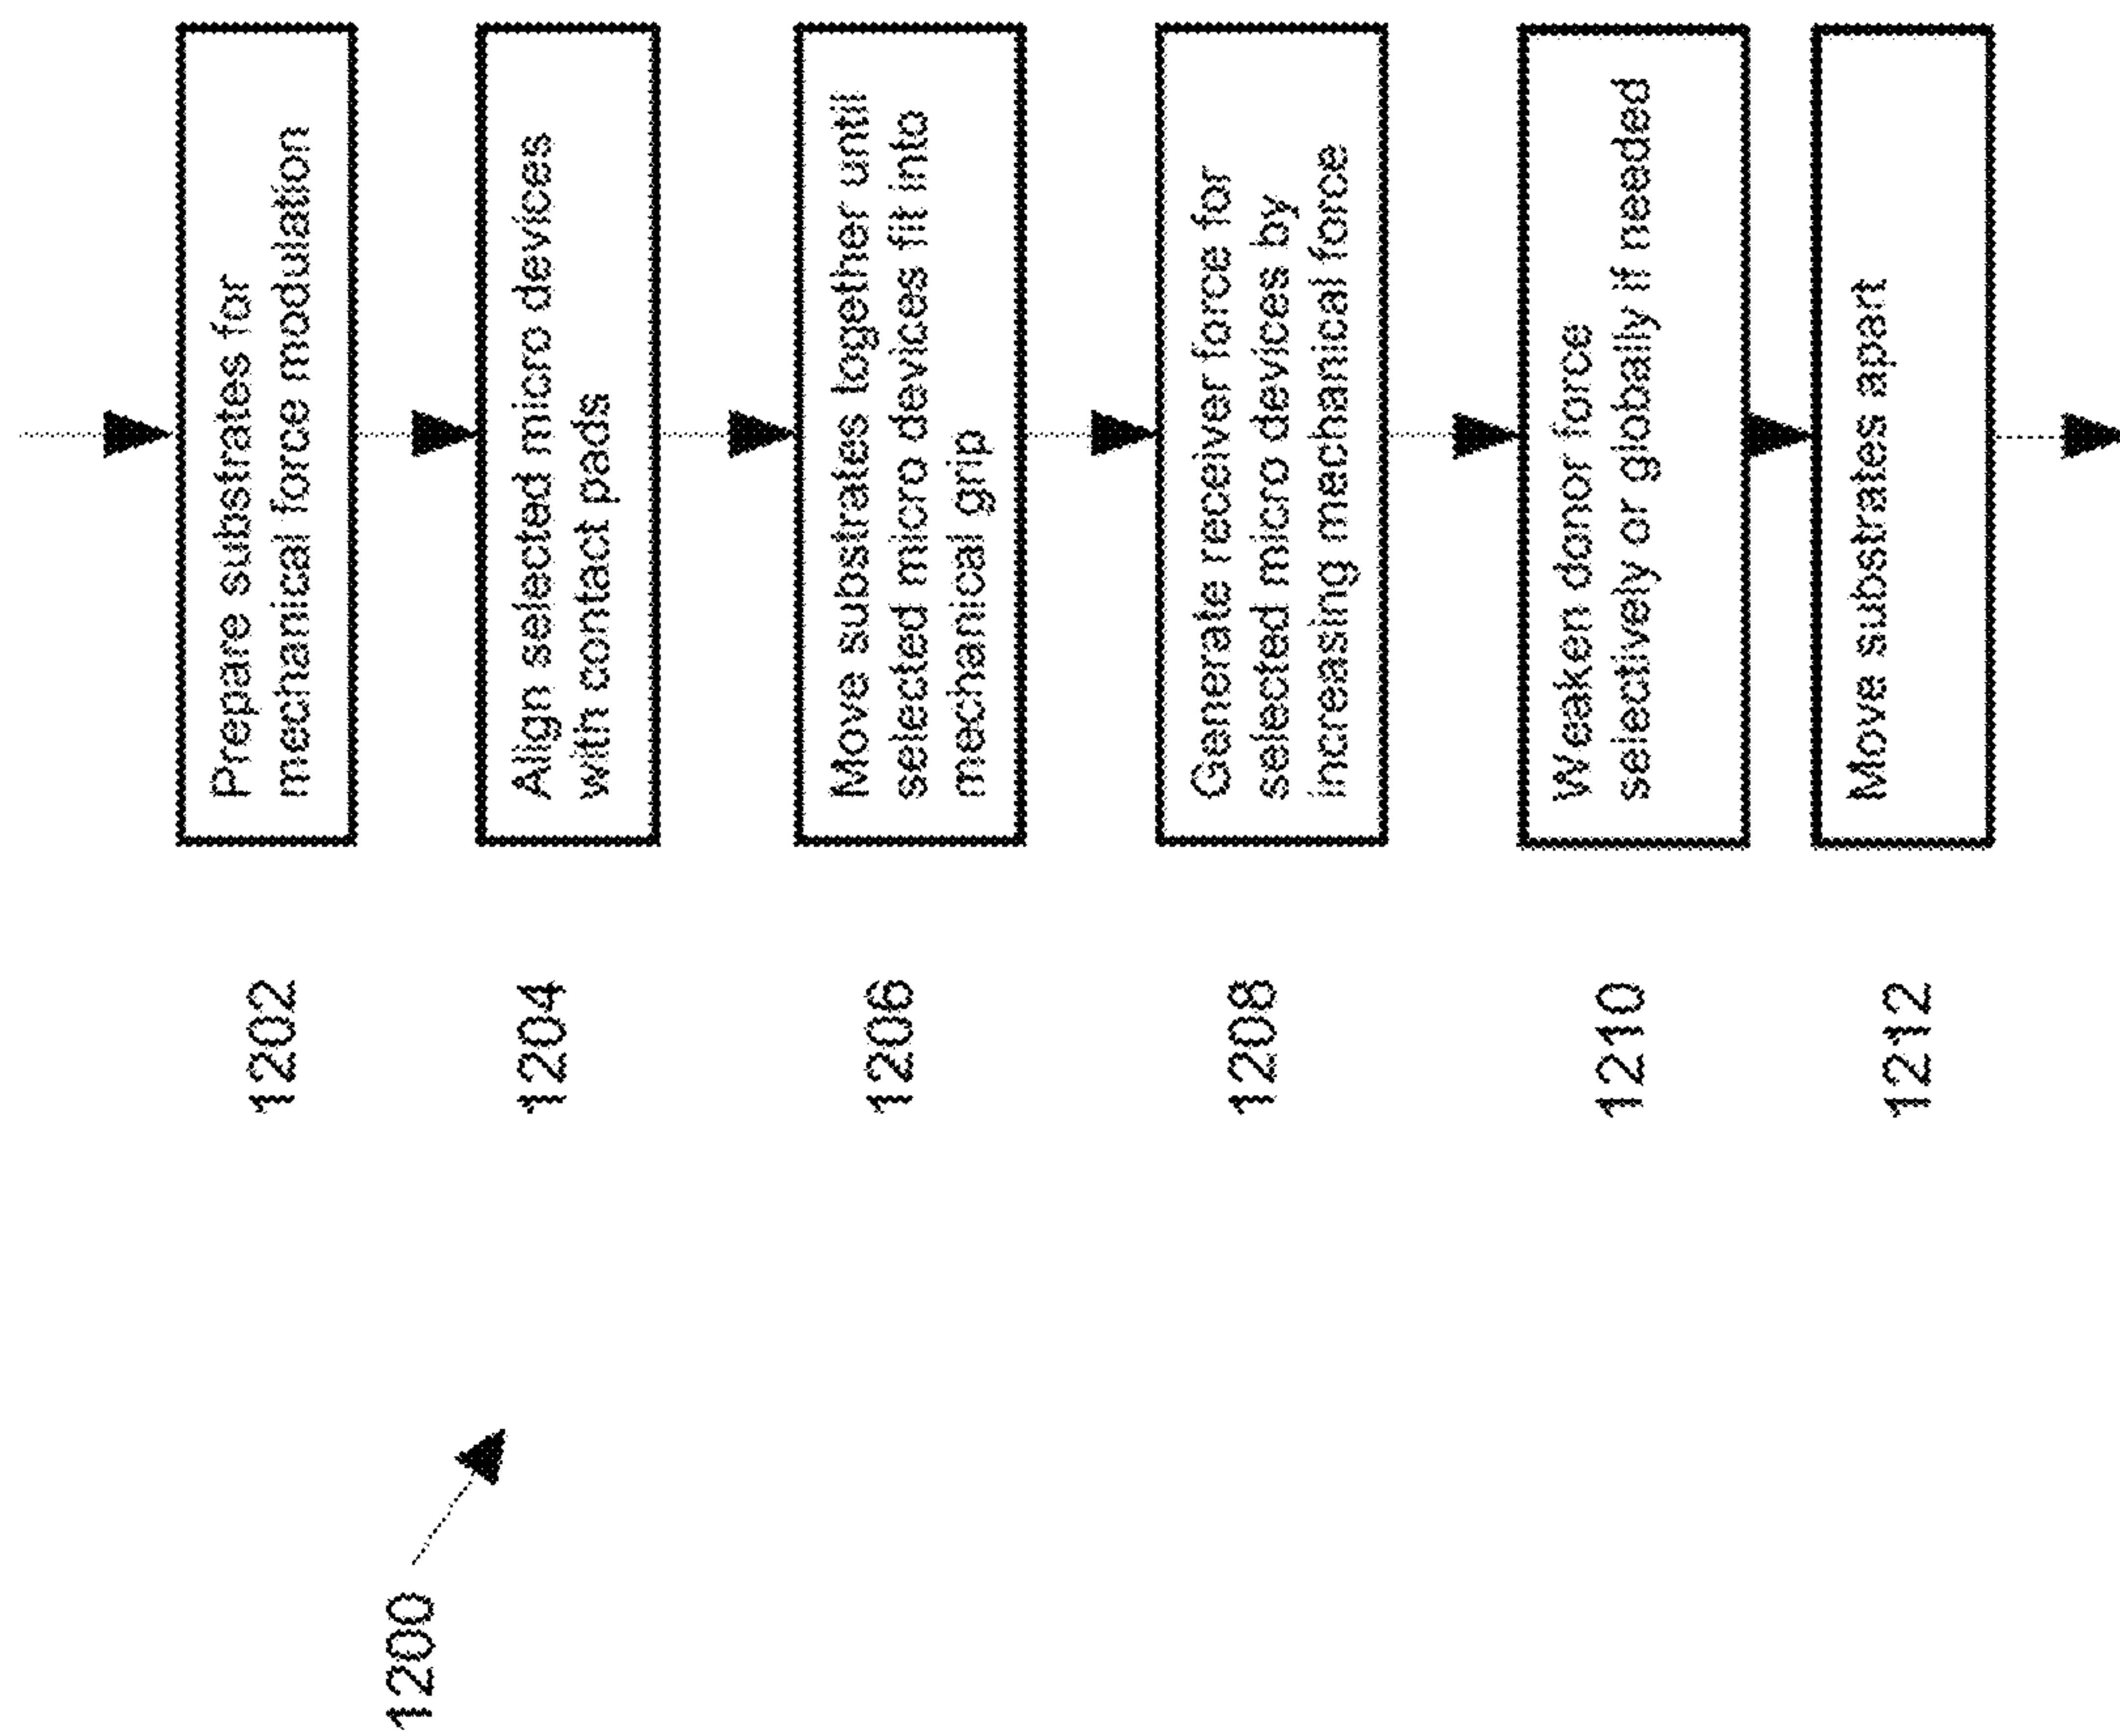 1200
1202
Prepare substrates for
mechanical force modulation
1204
Align selected micro devices
with contact pads
1206
Move substrates together until
selected micro devices fit into
mechanical grip
1208
Generate receiver force for
selected micro devices by
increasing mechanical force
1210
Weaken donor force
selectively or globally if needed
1212
Move substrates apart